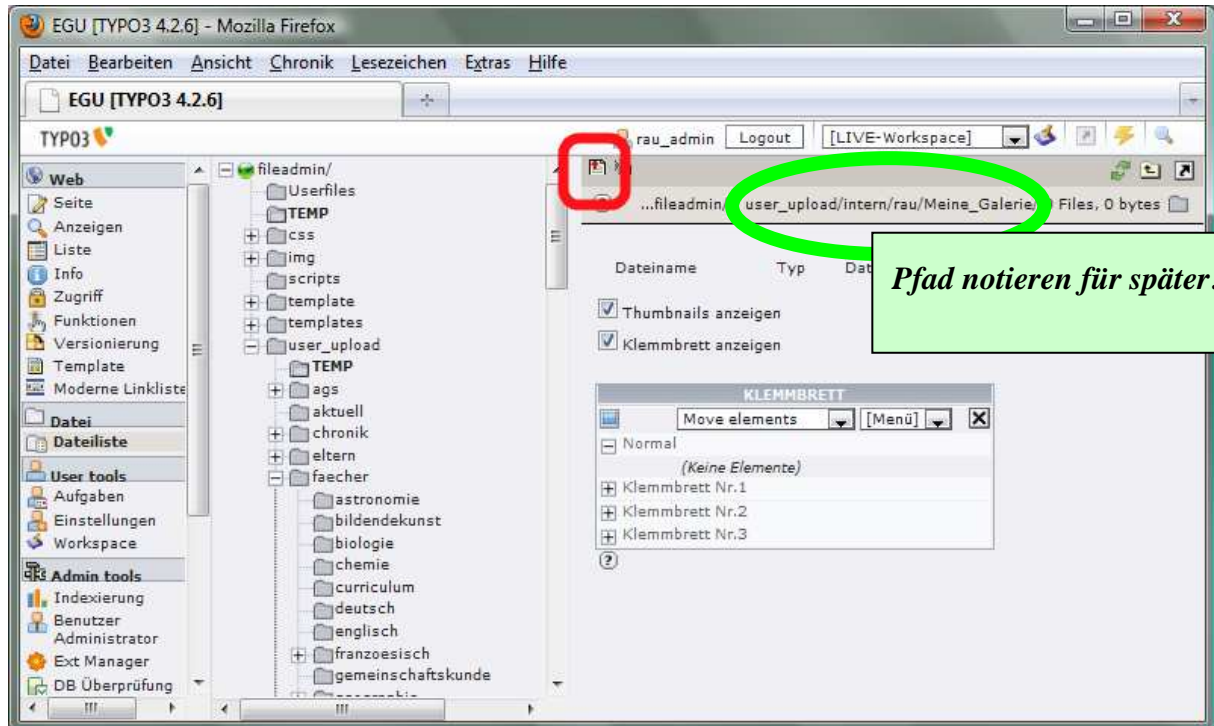 EGU [TYPO3 4.2.6] - Mozilla Firefox
Datei Bearbeiten Ansicht Chronik Lesezeichen Extras Hilfe
EGU [TYPO3 4.2.6]
TYPO3
rau_admin Logout [LIVE-Workspace]
Web
Seite
Anzeigen
Liste
Info
Zugriff
Funktionen
Versionierung
Template
Moderne Linkliste
Datei
Dateiliste
User tools
Aufgaben
Einstellungen
Workspace
Admin tools
Indexierung
Benutzer
Administrator
Ext Manager
DB Überprüfung
fileadmin/
Userfiles
TEMP
css
img
scripts
template
templates
user_upload
TEMP
ags
aktuell
chronik
eltern
faecher
astronomie
bildendekunst
biologie
chemie
curriculum
deutsch
englisch
franzoesisch
gemeinschaftskunde
...fileadmin/ user_upload/intern/rau/Meine_Galerie/ Files, 0 bytes
Dateiname Typ Dat
Pfad notieren für später.
Thumbnails anzeigen
Klemmbrett anzeigen
KLEMMBRETT
Move elements [Menü]
Normal
(Keine Elemente)
Klemmbrett Nr.1
Klemmbrett Nr.2
Klemmbrett Nr.3